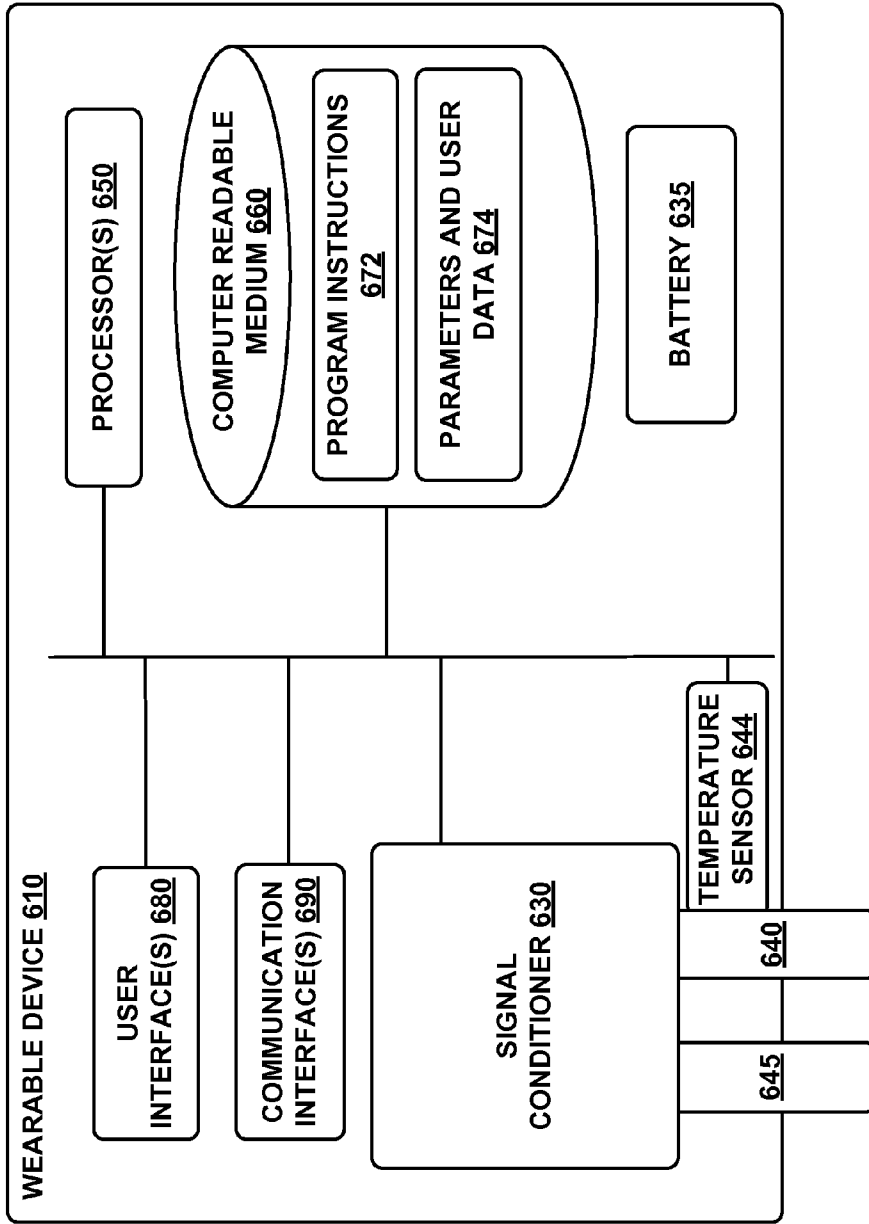 WEARABLE DEVICE 610
USER
INTERFACE(S) 680
COMMUNICATION
INTERFACE(S) 690
SIGNAL
CONDITIONER 630
645
640
TEMPERATURE
SENSOR 644
PROCESSOR(S) 650
COMPUTER READABLE
MEDIUM 660
PROGRAM INSTRUCTIONS
672
PARAMETERS AND USER
DATA 674
BATTERY 635